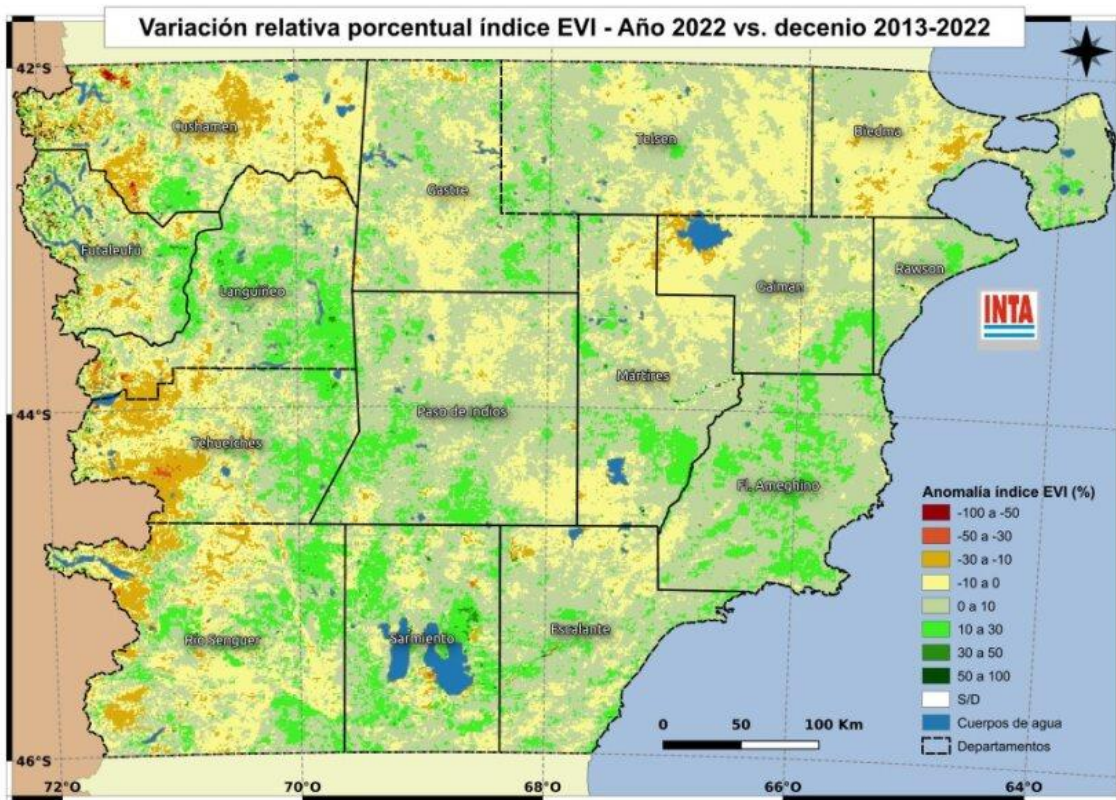 Variación relativa porcentual índice EVI - Año 2022 vs. decenio 2013-2022
42°S
Cushamen
Telsen
Biedma
Gastre
Futaleufú
Languiñeo
Gaiman
Rawson
INTA
Mártires
44°S
Paso de Indios
Tehuelches
Fl. Ameghino
Anomalía índice EVI (%)
-100 a -50
-50 a -30
-30 a -10
-10 a 0
0 a 10
10 a 30
30 a 50
50 a 100
S/D
Cuerpos de agua
Departamentos
Río Senguer
Sarmiento
Escalante
0 50 100 Km
46°S
72°O 70°O 68°O 66°O 64°O